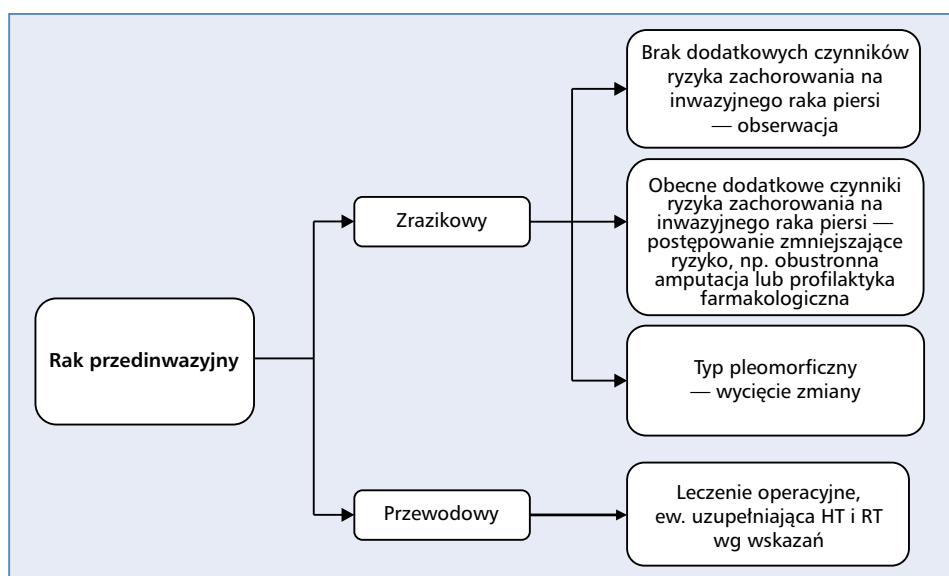 Rak przedinwazyjny
Zrazikowy
Brak dodatkowych czynników
ryzyka zachorowania na
inwazyjnego raka piersi
— obserwacja
Obecne dodatkowe czynniki
ryzyka zachorowania na
inwazyjnego raka piersi —
postępowanie zmniejszające
ryzyko, np. obustronna
amputacja lub profilaktyka
farmakologiczna
Typ pleomorficzny
— wycięcie zmiany
Przewodowy
Leczenie operacyjne,
ew. uzupełniająca HT i RT
wg wskazań